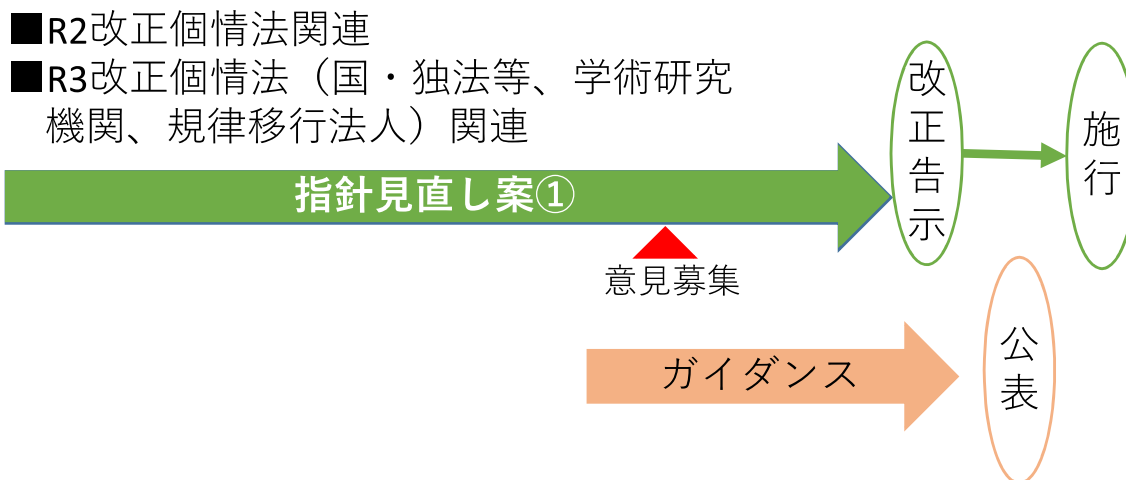 ■R2改正個情法関連
■R3改正個情法（国・独法等、学術研究
機関、規律移行法人）関連
指針見直し案①
改正告示
施行
意見募集
ガイダンス
公表